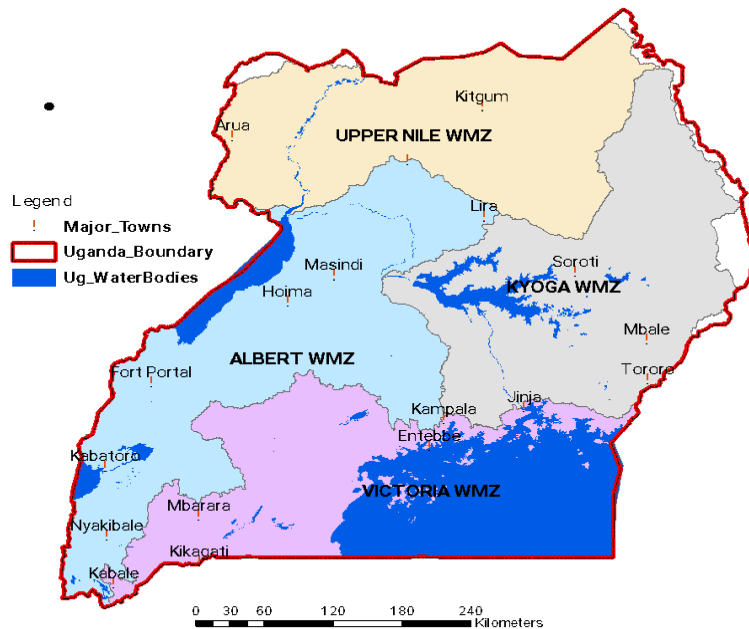 Kitgum
Arua
UPPER NILE WMZ
Legend
Major_Towns
Uganda_Boundary
Ug_WaterBodies
Lira
Masindi
Soroti
Hoima
KYOGA WMZ
Mbale
ALBERT WMZ
Fort Portal
Tororo
Jinja
Kampala
Entebbe
Kabatoro
VICTORIA WMZ
Mbarara
Nyakibale
Kikagati
Kabale
0 30 60 120 180 240
Kilometers